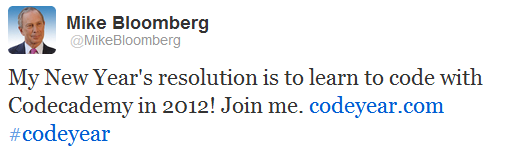 Mike Bloomberg
@MikeBloomberg
My New Year's resolution is to learn to code with
Codecademy in 2012! Join me. codeyear.com
#codeyear